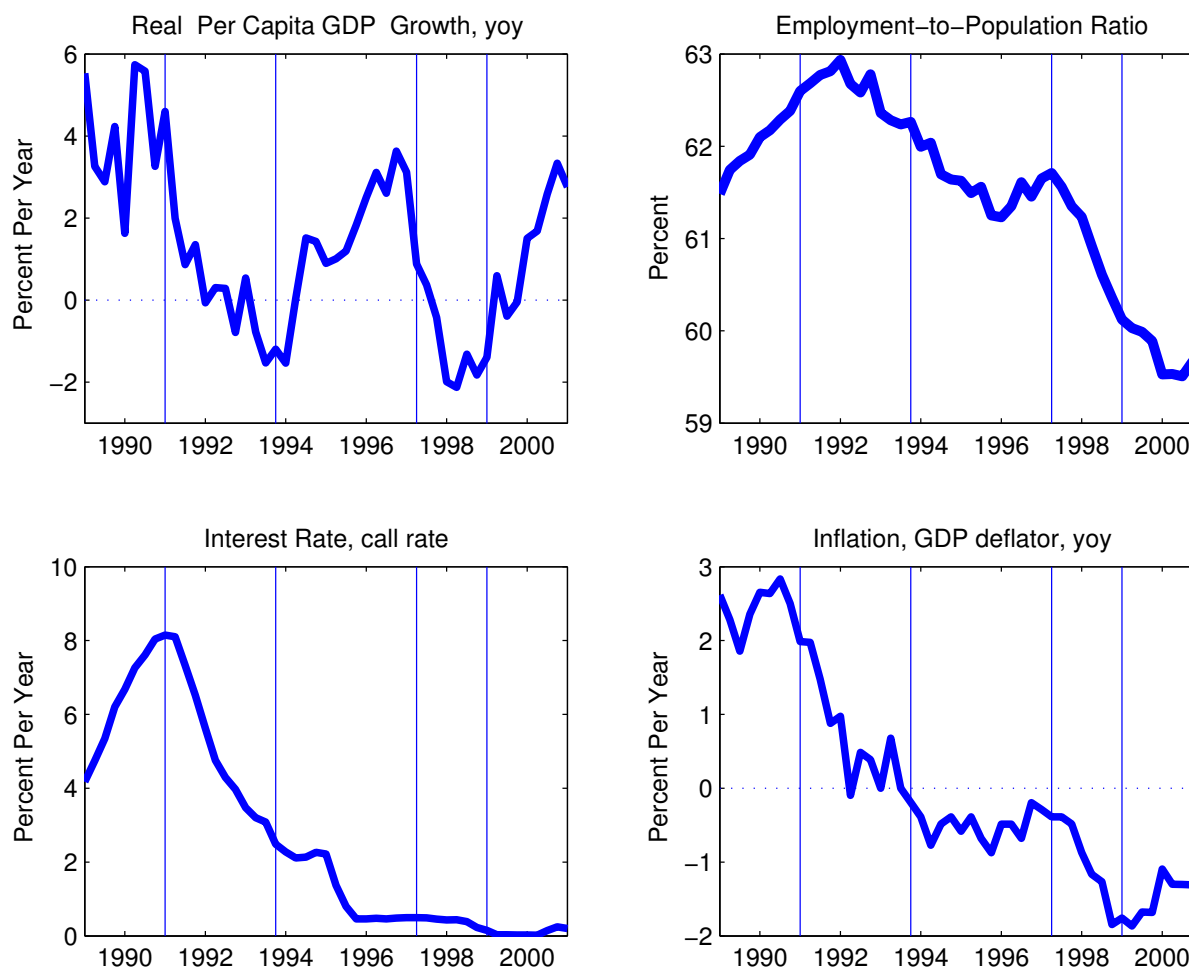 Real Per Capita GDP Growth, yoy
Percent Per Year
6
4
2
0
−2
1990 1992 1994 1996 1998 2000
Employment−to−Population Ratio
Percent
63
62
61
60
59
1990 1992 1994 1996 1998 2000
Interest Rate, call rate
Percent Per Year
10
8
6
4
2
0
1990 1992 1994 1996 1998 2000
Inflation, GDP deflator, yoy
Percent Per Year
3
2
1
0
−1
−2
1990 1992 1994 1996 1998 2000